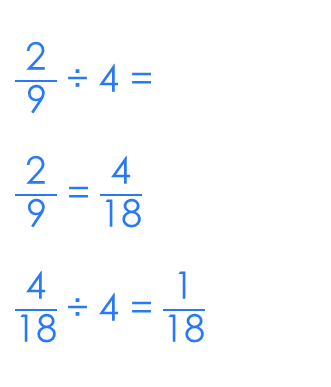 2/9 ÷ 4 =
2/9 = 4/18
4/18 ÷ 4 = 1/18